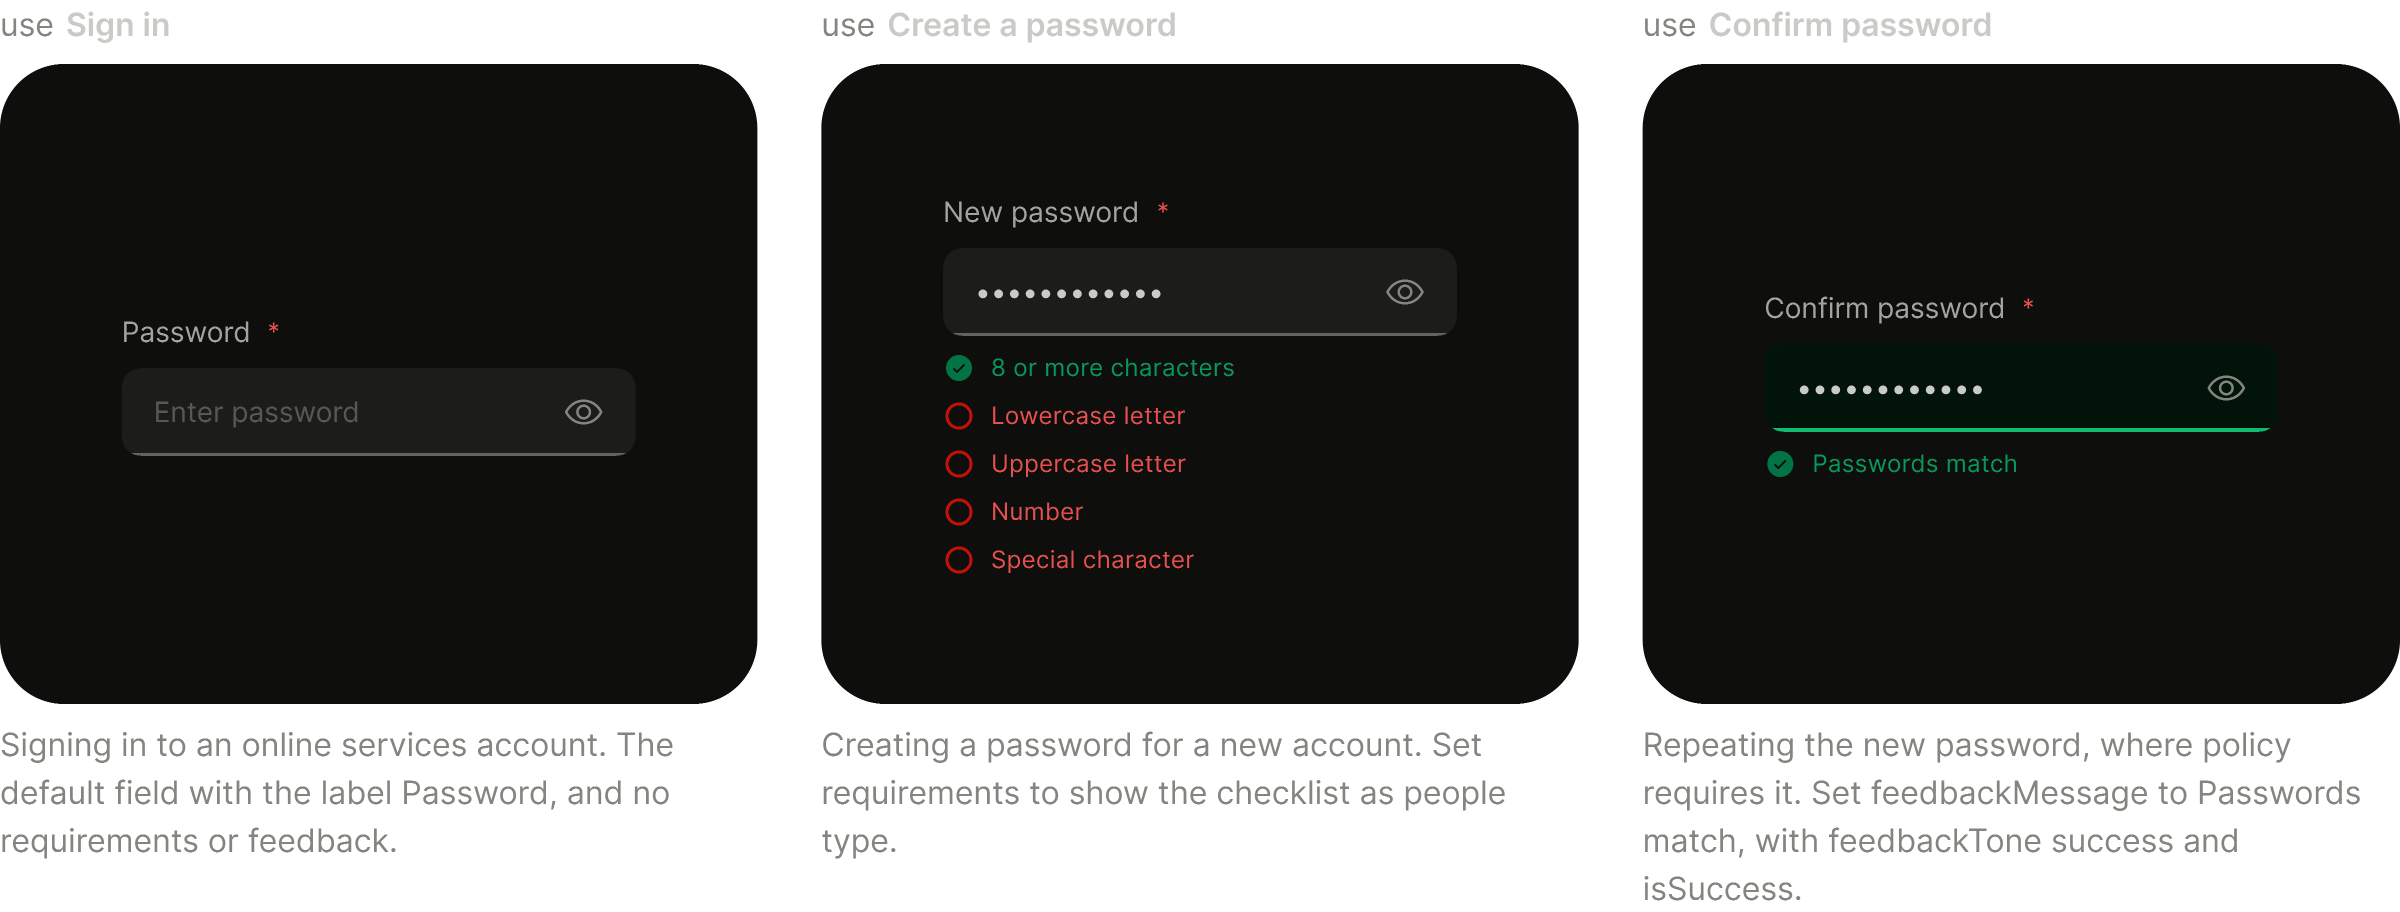 use Sign in
Password *
Enter password
Signing in to an online services account. The
default field with the label Password, and no
requirements or feedback.
use Create a password
New password *
••••••••••••
8 or more characters
Lowercase letter
Uppercase letter
Number
Special character
Creating a password for a new account. Set
requirements to show the checklist as people
type.
use Confirm password
Confirm password *
••••••••••••
Passwords match
Repeating the new password, where policy
requires it. Set feedbackMessage to Passwords
match, with feedbackTone success and
isSuccess.